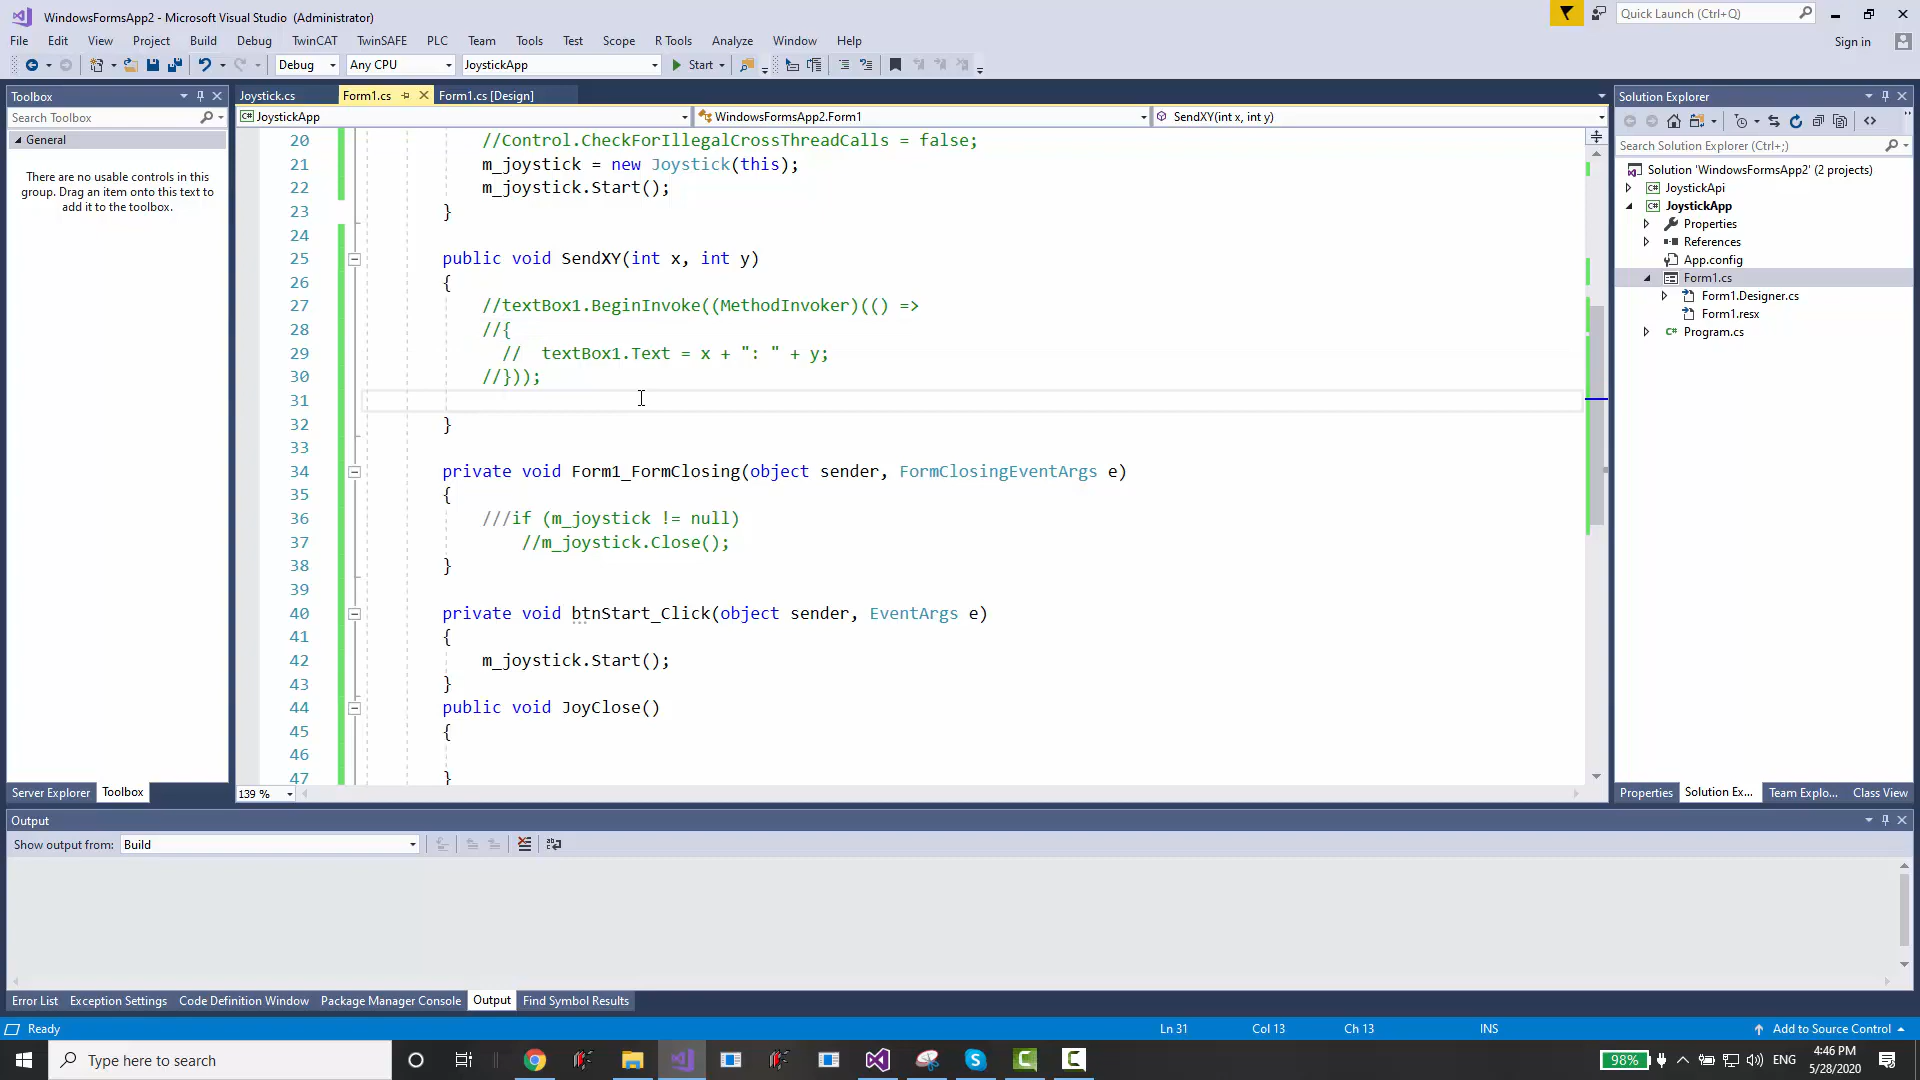 WindowsFormsApp2 - Microsoft Visual Studio (Administrator)
Quick Launch (Ctrl+Q)
File Edit View Project Build Debug TwinCAT TwinSAFE PLC Team Tools Test Scope R Tools Analyze Window Help
Sign in
Debug Any CPU JoystickApp Start
Toolbox
Search Toolbox
General
There are no usable controls in this
group. Drag an item onto this text to
add it to the toolbox.
Server Explorer Toolbox
Joystick.cs Form1.cs Form1.cs [Design]
JoystickApp WindowsFormsApp2.Form1 SendXY(int x, int y)
20 //Control.CheckForIllegalCrossThreadCalls = false;
21 m_joystick = new Joystick(this);
22 m_joystick.Start();
23 }
24
25 public void SendXY(int x, int y)
26 {
27 //textBox1.BeginInvoke((MethodInvoker)(() =>
28 //{
29 // textBox1.Text = x + ": " + y;
30 //}));
31
32 }
33
34 private void Form1_FormClosing(object sender, FormClosingEventArgs e)
35 {
36 ///if (m_joystick != null)
37 //m_joystick.Close();
38 }
39
40 private void btnStart_Click(object sender, EventArgs e)
41 {
42 m_joystick.Start();
43 }
44 public void JoyClose()
45 {
46
47 }
139 %
Solution Explorer
Search Solution Explorer (Ctrl+;)
Solution 'WindowsFormsApp2' (2 projects)
JoystickApi
JoystickApp
Properties
References
App.config
Form1.cs
Form1.Designer.cs
Form1.resx
Program.cs
Properties Solution Ex... Team Explo... Class View
Output
Show output from: Build
Error List Exception Settings Code Definition Window Package Manager Console Output Find Symbol Results
Ready Ln 31 Col 13 Ch 13 INS Add to Source Control
Type here to search
98% ENG
4:46 PM
5/28/2020